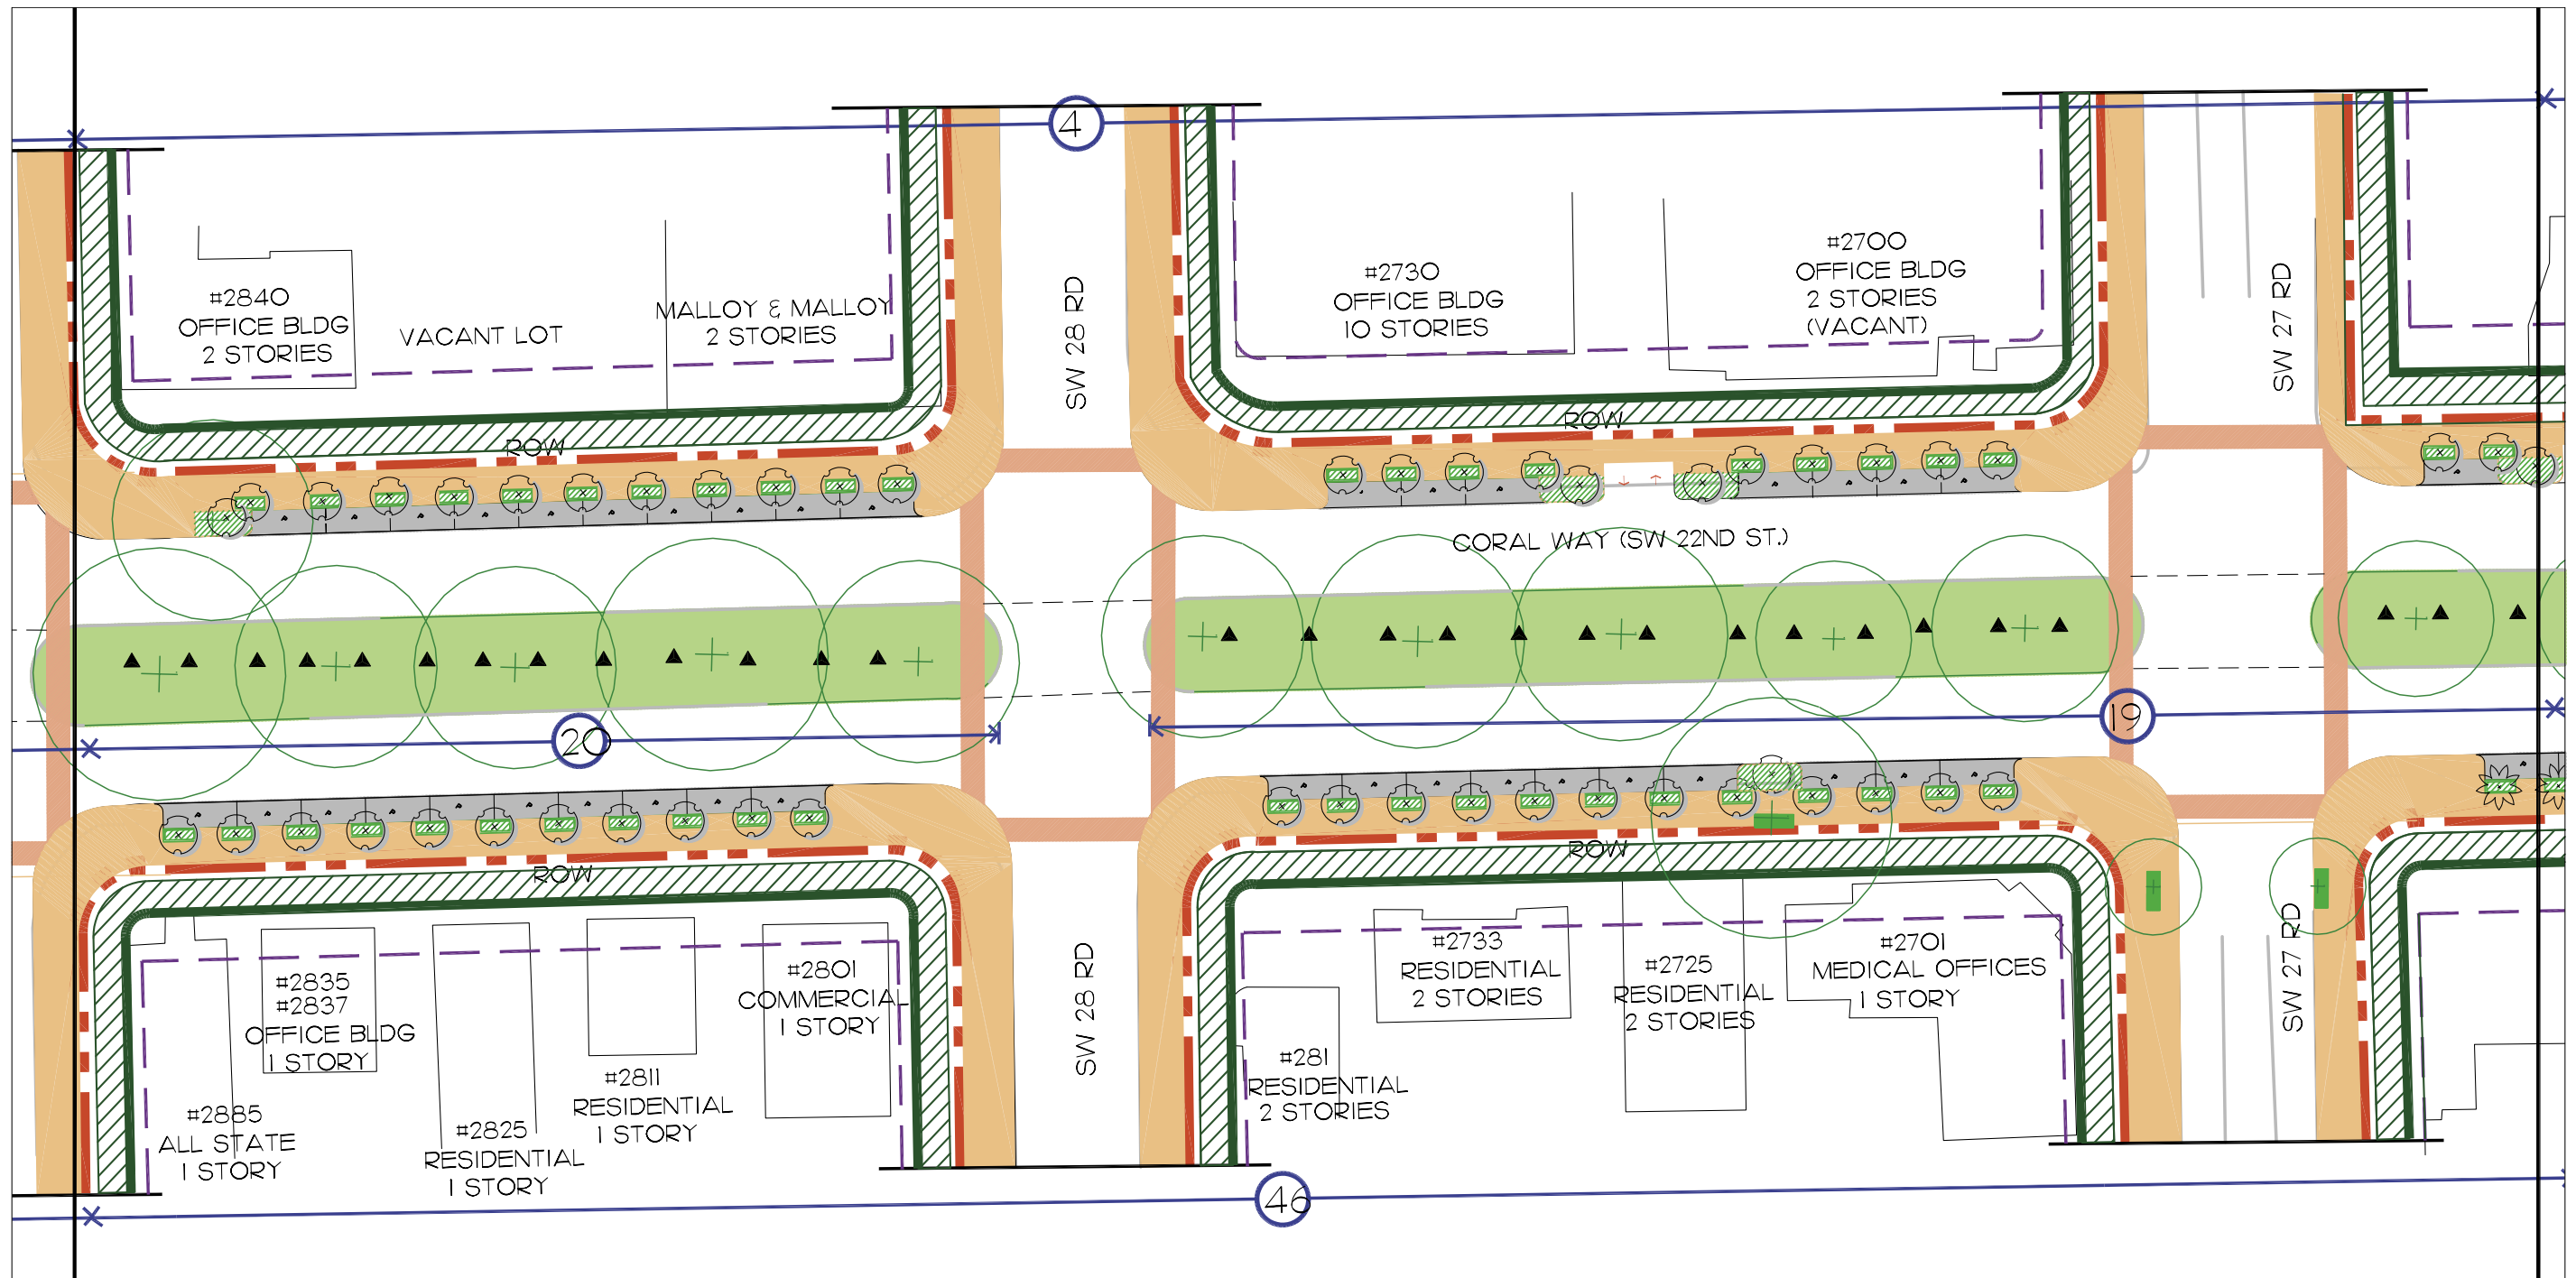 4
#2840
OFFICE BLDG
2 STORIES
VACANT LOT
MALLOY & MALLOY
2 STORIES
SW 28 RD
#2730
OFFICE BLDG
10 STORIES
#2700
OFFICE BLDG
2 STORIES
(VACANT)
SW 27 RD
ROW
ROW
CORAL WAY (SW 22ND ST.)
20
19
ROW
ROW
#2835
#2837
OFFICE BLDG
1 STORY
#2885
ALL STATE
1 STORY
#2825
RESIDENTIAL
1 STORY
#2811
RESIDENTIAL
1 STORY
#2801
COMMERCIAL
1 STORY
SW 28 RD
#281
RESIDENTIAL
2 STORIES
#2733
RESIDENTIAL
2 STORIES
#2725
RESIDENTIAL
2 STORIES
#2701
MEDICAL OFFICES
1 STORY
SW 27 RD
46